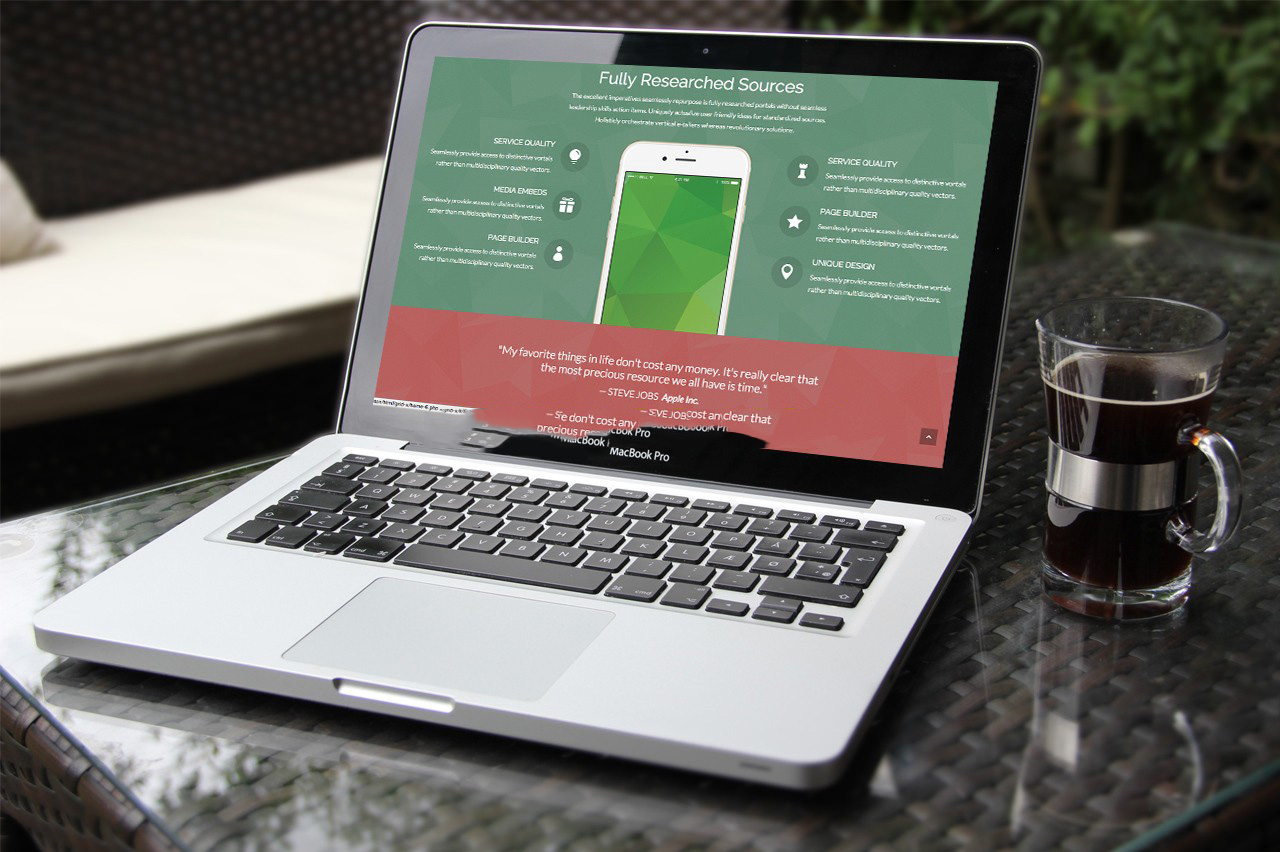 Fully Researched Sources
The excellent imperatives seamlessly repurpose is fully researched portals without seamless
leadership skills action items. Uniquely actualize user friendly ideas for standardized sources.
Holisticly orchestrate vertical e-tailers whereas revolutionary solutions.
SERVICE QUALITY
Seamlessly provide access to distinctive vortals
rather than multidisciplinary quality vectors.
MEDIA EMBEDS
Seamlessly provide access to distinctive vortals
rather than multidisciplinary quality vectors.
PAGE BUILDER
Seamlessly provide access to distinctive vortals
rather than multidisciplinary quality vectors.
SERVICE QUALITY
Seamlessly provide access to distinctive vortals
rather than multidisciplinary quality vectors.
PAGE BUILDER
Seamlessly provide access to distinctive vortals
rather than multidisciplinary quality vectors.
UNIQUE DESIGN
Seamlessly provide access to distinctive vortals
rather than multidisciplinary quality vectors.
"My favorite things in life don't cost any money. It's really clear that
the most precious resource we all have is time."
— STEVE JOBS Apple Inc.
don't cost any
precious
clear that
MacBook Pro